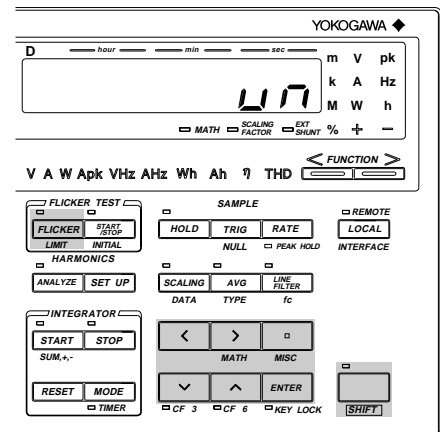 YOKOGAWA
D hour min sec m V pk
k A Hz
Un M W h
MATH SCALING FACTOR EXT SHUNT % + −
< FUNCTION >
V A W Apk VHz AHz Wh Ah η THD
FLICKER TEST SAMPLE REMOTE
FLICKER START /STOP HOLD TRIG RATE LOCAL
LIMIT INITIAL NULL PEAK HOLD INTERFACE
HARMONICS
ANALYZE SET UP SCALING AVG LINE FILTER
DATA TYPE fc
INTEGRATOR
START STOP < > ▫
SUM,+,- MATH MISC
RESET MODE ENTER
TIMER CF 3 CF 6 KEY LOCK SHIFT